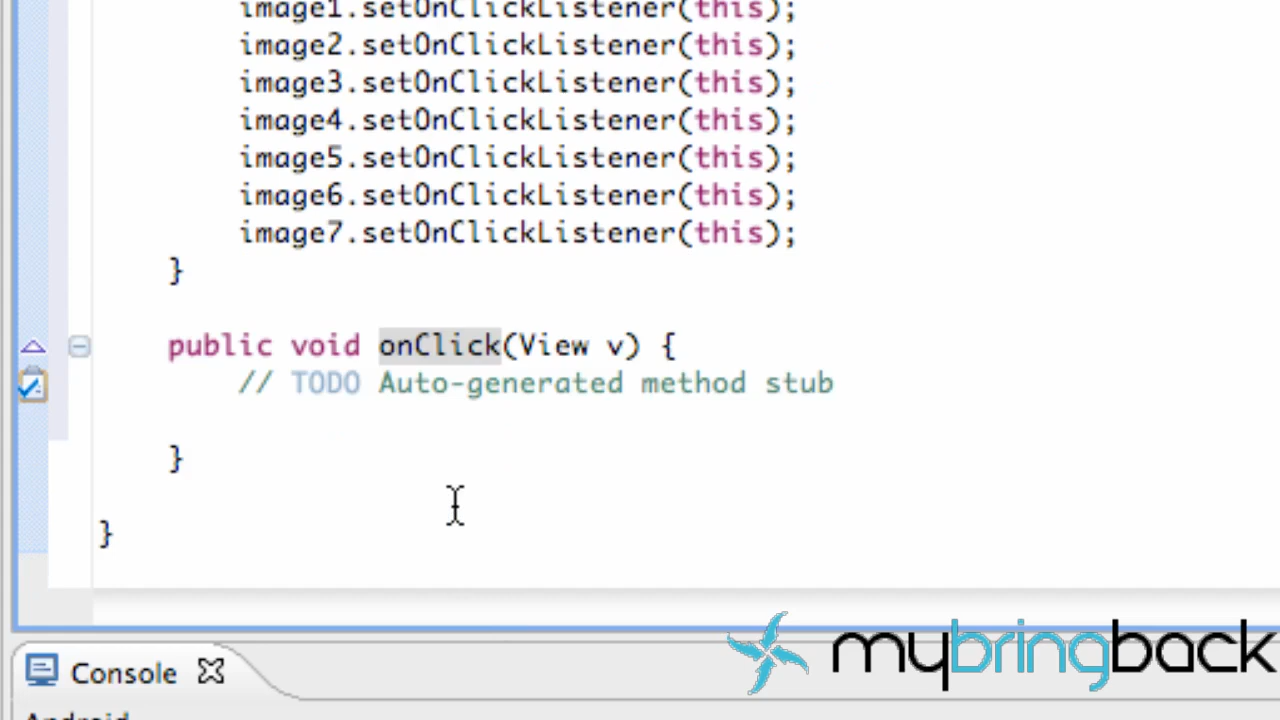 image1.setOnClickListener(this);
image2.setOnClickListener(this);
image3.setOnClickListener(this);
image4.setOnClickListener(this);
image5.setOnClickListener(this);
image6.setOnClickListener(this);
image7.setOnClickListener(this);
}
public void onClick(View v) {
// TODO Auto-generated method stub
}
}
mybringback
Console
Android